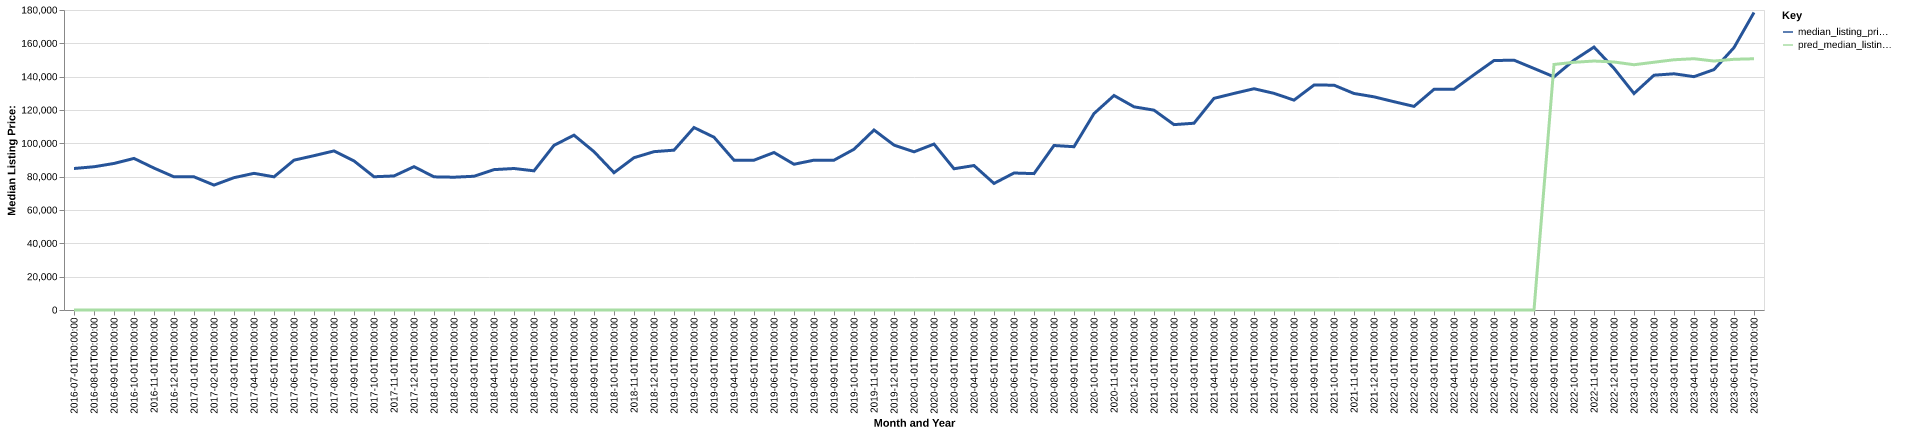 Median Listing Price:
180,000
160,000
140,000
120,000
100,000
80,000
60,000
40,000
20,000
0
2016-07-01T00:00:00
2016-08-01T00:00:00
2016-09-01T00:00:00
2016-10-01T00:00:00
2016-11-01T00:00:00
2016-12-01T00:00:00
2017-01-01T00:00:00
2017-02-01T00:00:00
2017-03-01T00:00:00
2017-04-01T00:00:00
2017-05-01T00:00:00
2017-06-01T00:00:00
2017-07-01T00:00:00
2017-08-01T00:00:00
2017-09-01T00:00:00
2017-10-01T00:00:00
2017-11-01T00:00:00
2017-12-01T00:00:00
2018-01-01T00:00:00
2018-02-01T00:00:00
2018-03-01T00:00:00
2018-04-01T00:00:00
2018-05-01T00:00:00
2018-06-01T00:00:00
2018-07-01T00:00:00
2018-08-01T00:00:00
2018-09-01T00:00:00
2018-10-01T00:00:00
2018-11-01T00:00:00
2018-12-01T00:00:00
2019-01-01T00:00:00
2019-02-01T00:00:00
2019-03-01T00:00:00
2019-04-01T00:00:00
2019-05-01T00:00:00
2019-06-01T00:00:00
2019-07-01T00:00:00
2019-08-01T00:00:00
2019-09-01T00:00:00
2019-10-01T00:00:00
2019-11-01T00:00:00
2019-12-01T00:00:00
2020-01-01T00:00:00
2020-02-01T00:00:00
2020-03-01T00:00:00
2020-04-01T00:00:00
2020-05-01T00:00:00
2020-06-01T00:00:00
2020-07-01T00:00:00
2020-08-01T00:00:00
2020-09-01T00:00:00
2020-10-01T00:00:00
2020-11-01T00:00:00
2020-12-01T00:00:00
2021-01-01T00:00:00
2021-02-01T00:00:00
2021-03-01T00:00:00
2021-04-01T00:00:00
2021-05-01T00:00:00
2021-06-01T00:00:00
2021-07-01T00:00:00
2021-08-01T00:00:00
2021-09-01T00:00:00
2021-10-01T00:00:00
2021-11-01T00:00:00
2021-12-01T00:00:00
2022-01-01T00:00:00
2022-02-01T00:00:00
2022-03-01T00:00:00
2022-04-01T00:00:00
2022-05-01T00:00:00
2022-06-01T00:00:00
2022-07-01T00:00:00
2022-08-01T00:00:00
2022-09-01T00:00:00
2022-10-01T00:00:00
2022-11-01T00:00:00
2022-12-01T00:00:00
2023-01-01T00:00:00
2023-02-01T00:00:00
2023-03-01T00:00:00
2023-04-01T00:00:00
2023-05-01T00:00:00
2023-06-01T00:00:00
2023-07-01T00:00:00
Month and Year
Key
median_listing_pri…
pred_median_listin…